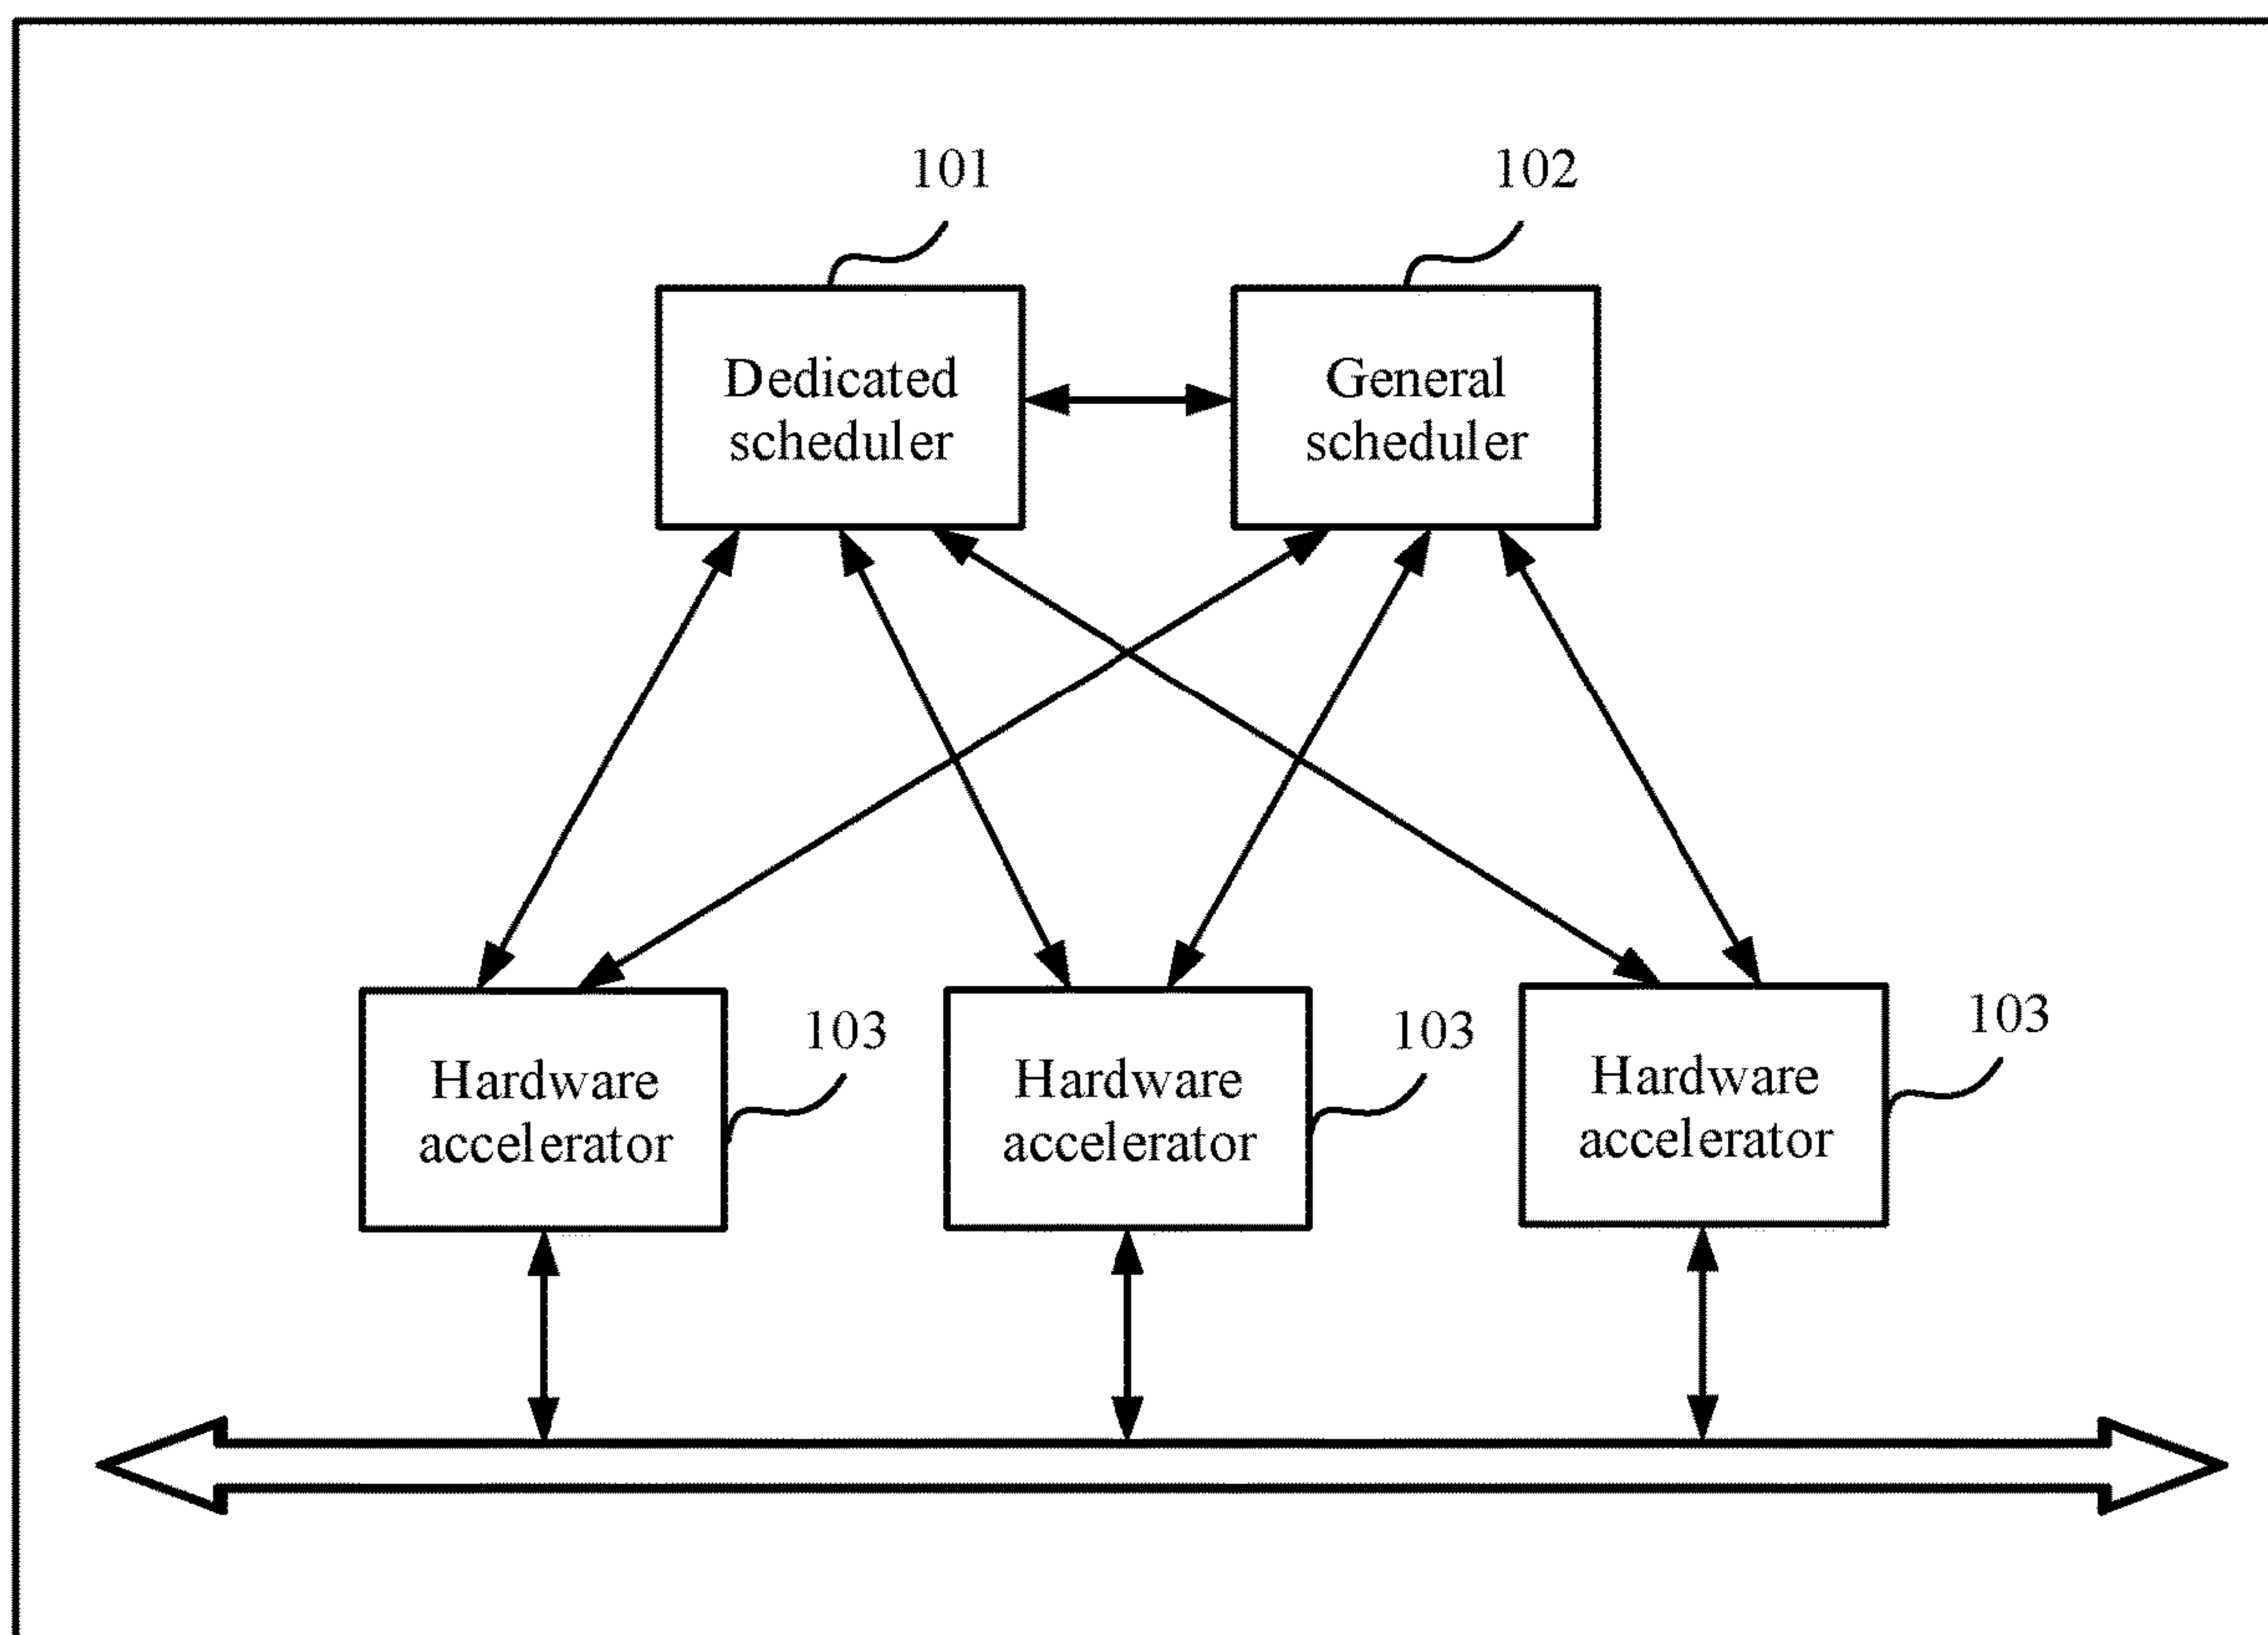 101
102
Dedicated
scheduler
General
scheduler
103
103
103
Hardware
accelerator
Hardware
accelerator
Hardware
accelerator